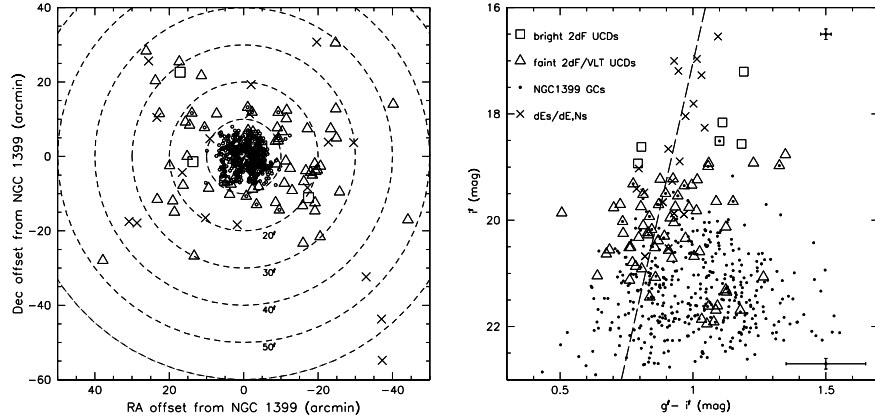 40
20
0
−20
−40
−60
Dec offset from NGC 1399 (arcmin)
20'
30'
40'
50'
40
20
0
−20
−40
RA offset from NGC 1399 (arcmin)
16
18
20
22
i' (mag)
bright 2dF UCDs
faint 2dF/VLT UCDs
NGC1399 GCs
dEs/dE,Ns
0.5
1
1.5
g'− i' (mag)